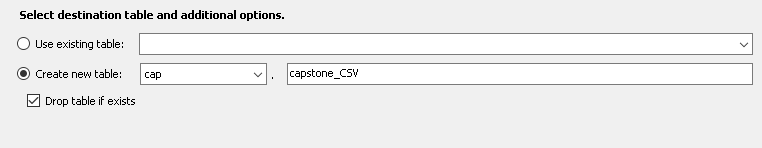 Select destination table and additional options.
Use existing table:
Create new table: cap . capstone_CSV
Drop table if exists